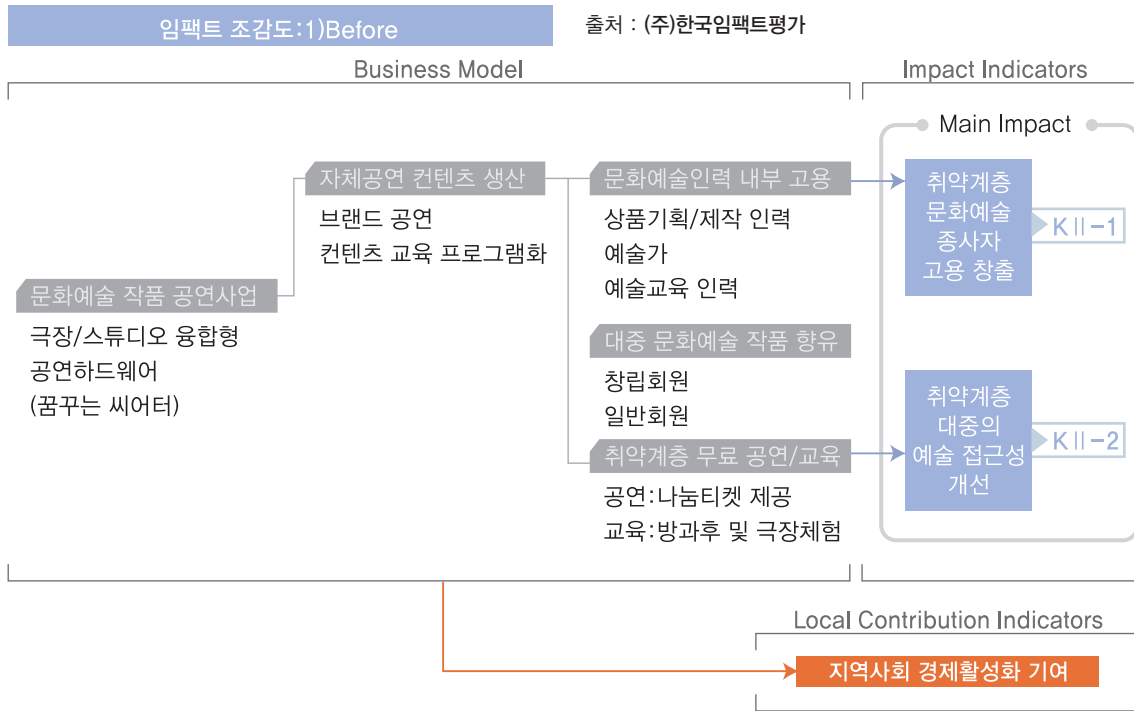 임팩트 조감도:1)Before
출처 : (주)한국임팩트평가
Business Model
Impact Indicators
Main Impact
문화예술 작품 공연사업
극장/스튜디오 융합형
공연하드웨어
(꿈꾸는 씨어터)
자체공연 컨텐츠 생산
브랜드 공연
컨텐츠 교육 프로그램화
문화예술인력 내부 고용
상품기획/제작 인력
예술가
예술교육 인력
대중 문화예술 작품 향유
창립회원
일반회원
취약계층 무료 공연/교육
공연:나눔티켓 제공
교육:방과후 및 극장체험
취약계층
문화예술
종사자
고용 창출
KⅡ-1
취약계층
대중의
예술 접근성
개선
KⅡ-2
Local Contribution Indicators
지역사회 경제활성화 기여